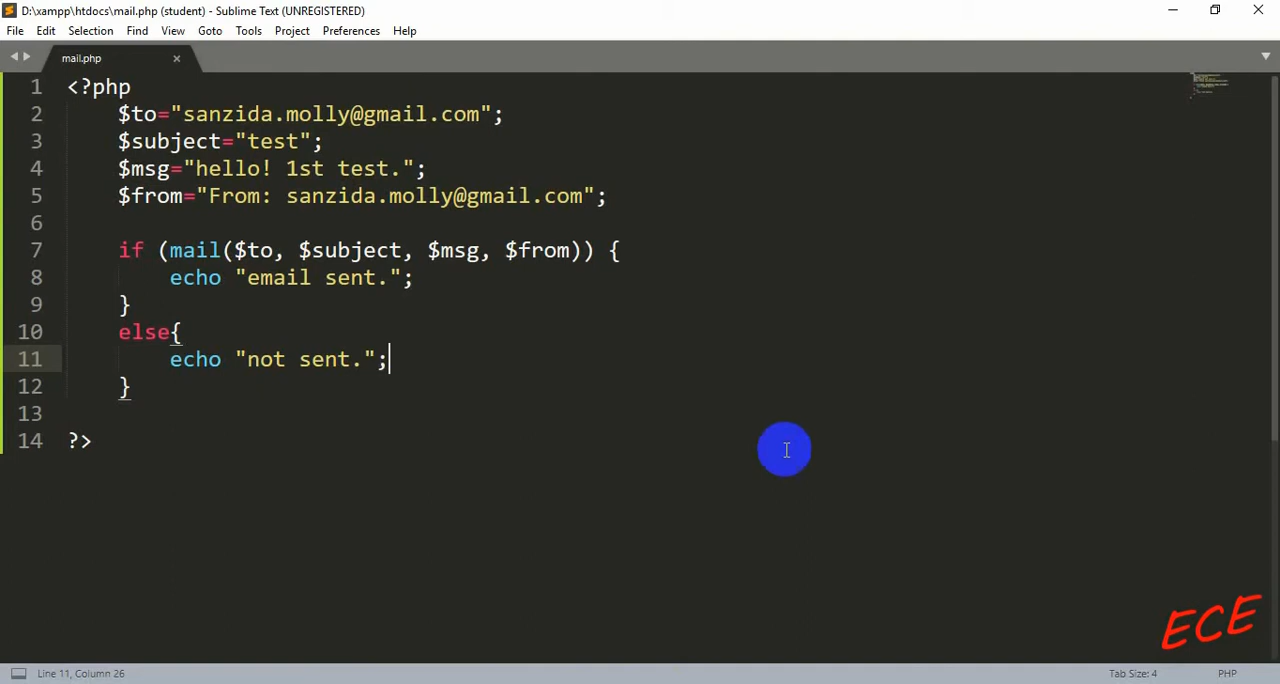 D:\xampp\htdocs\mail.php (student) - Sublime Text (UNREGISTERED)
File Edit Selection Find View Goto Tools Project Preferences Help
mail.php
1 <?php
2 $to="sanzida.molly@gmail.com";
3 $subject="test";
4 $msg="hello! 1st test.";
5 $from="From: sanzida.molly@gmail.com";
6
7 if (mail($to, $subject, $msg, $from)) {
8 echo "email sent.";
9 }
10 else{
11 echo "not sent.";
12 }
13
14 ?>
ECE
Line 11, Column 26 Tab Size: 4 PHP